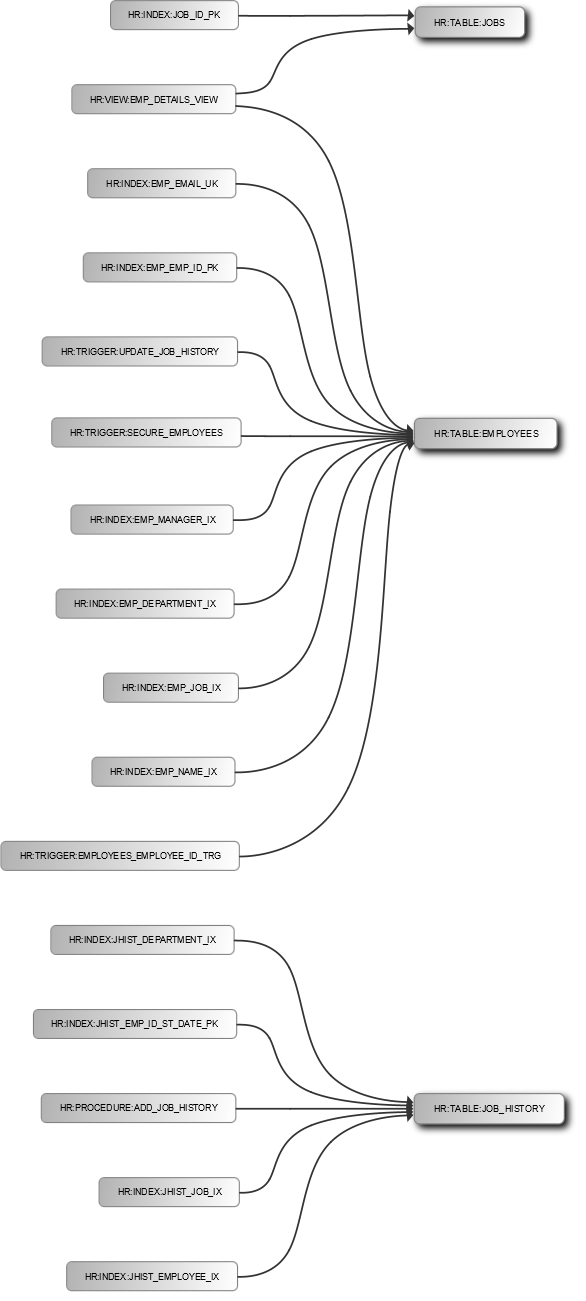 HR:INDEX:JOB_ID_PK
HR:TABLE:JOBS
HR:VIEW:EMP_DETAILS_VIEW
HR:INDEX:EMP_EMAIL_UK
HR:INDEX:EMP_EMP_ID_PK
HR:TRIGGER:UPDATE_JOB_HISTORY
HR:TRIGGER:SECURE_EMPLOYEES
HR:TABLE:EMPLOYEES
HR:INDEX:EMP_MANAGER_IX
HR:INDEX:EMP_DEPARTMENT_IX
HR:INDEX:EMP_JOB_IX
HR:INDEX:EMP_NAME_IX
HR:TRIGGER:EMPLOYEES_EMPLOYEE_ID_TRG
HR:INDEX:JHIST_DEPARTMENT_IX
HR:INDEX:JHIST_EMP_ID_ST_DATE_PK
HR:PROCEDURE:ADD_JOB_HISTORY
HR:TABLE:JOB_HISTORY
HR:INDEX:JHIST_JOB_IX
HR:INDEX:JHIST_EMPLOYEE_IX